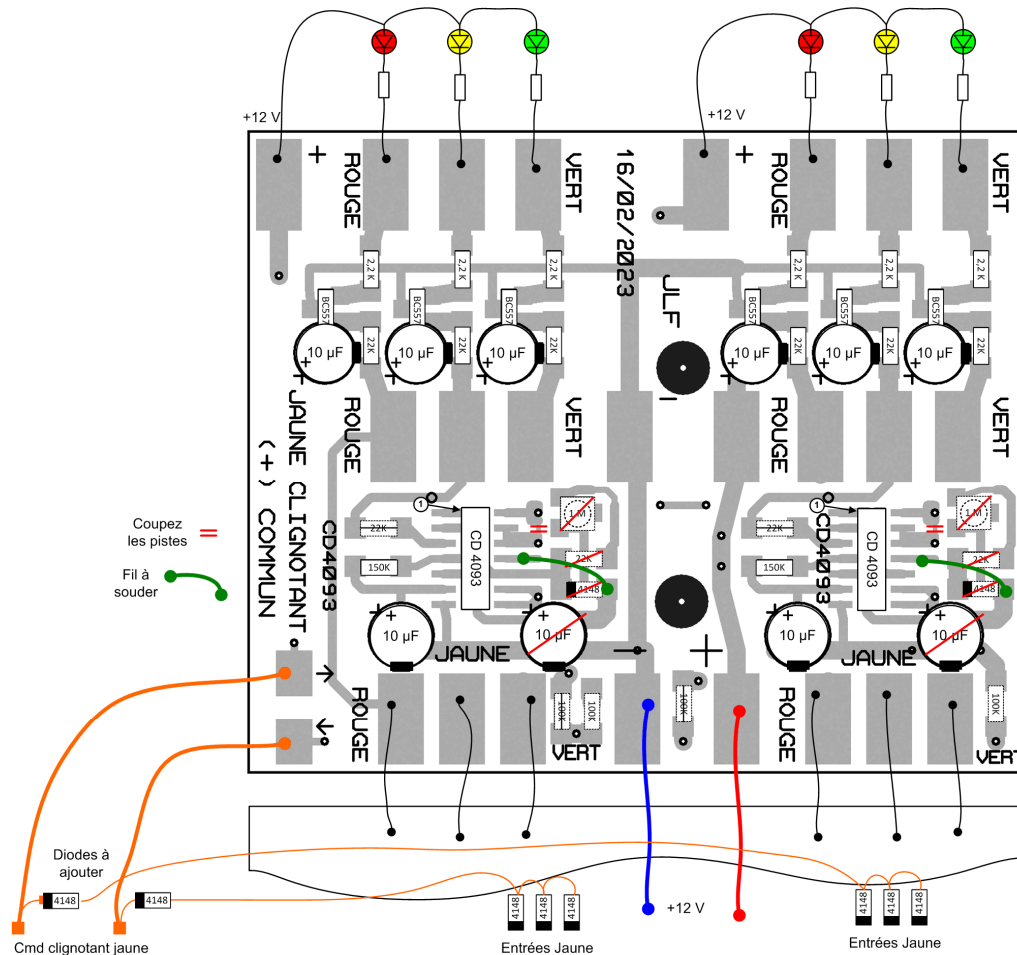 +12 V
+12 V
+
ROUGE
VERT
16/02/2023
+
ROUGE
VERT
2,2 K
2,2 K
2,2 K
2,2 K
2,2 K
2,2 K
JLF
BC557
BC557
BC557
BC557
BC557
BC557
22K
22K
22K
22K
22K
22K
10 µF
+
10 µF
+
10 µF
+
10 µF
+
10 µF
+
10 µF
+
−
JAUNE CLIGNOTANT
(+) COMMUN
ROUGE
VERT
ROUGE
VERT
Coupez
les pistes
Fil à
souder
CD4093
1
22K
150K
CD 4093
1 M
22K
4148
CD4093
1
22K
150K
CD 4093
1 M
22K
4148
+
10 µF
+
10 µF
+
10 µF
+
10 µF
JAUNE
−
+
JAUNE
→
←
ROUGE
100K
100K
VERT
100K
ROUGE
100K
VERT
Diodes à
ajouter
4148
4148
4148
4148
4148
4148
4148
4148
+12 V
Cmd clignotant jaune
Entrées Jaune
Entrées Jaune